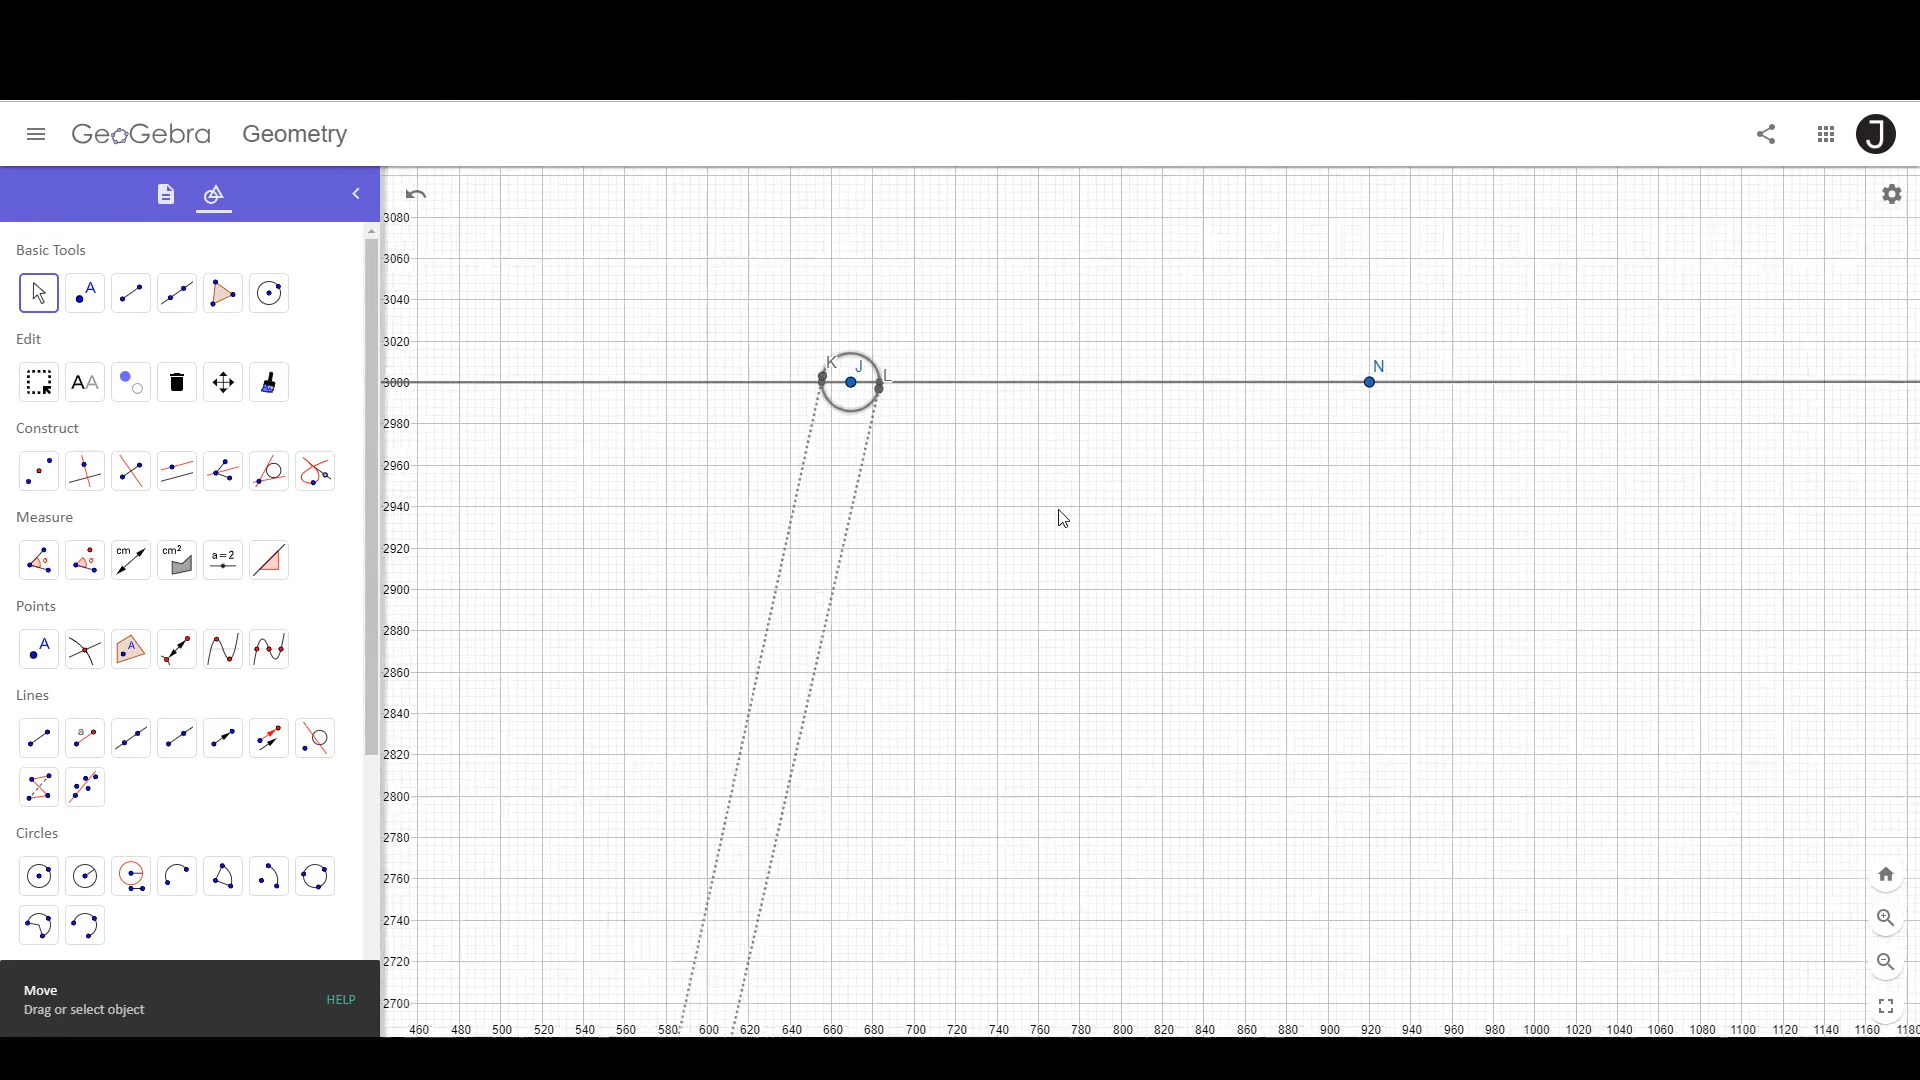 GeoGebra Geometry J
Basic Tools
A
Edit
AA
Construct
Measure
cm cm² a=2
Points
A A
Lines
a
Circles
Move
Drag or select object
HELP
3080
3060
3040
3020
K J L N
3000
2980
2960
2940
2920
2900
2880
2860
2840
2820
2800
2780
2760
2740
2720
2700
460 480 500 520 540 560 580 600 620 640 660 680 700 720 740 760 780 800 820 840 860 880 900 920 940 960 980 1000 1020 1040 1060 1080 1100 1120 1140 1160 1180